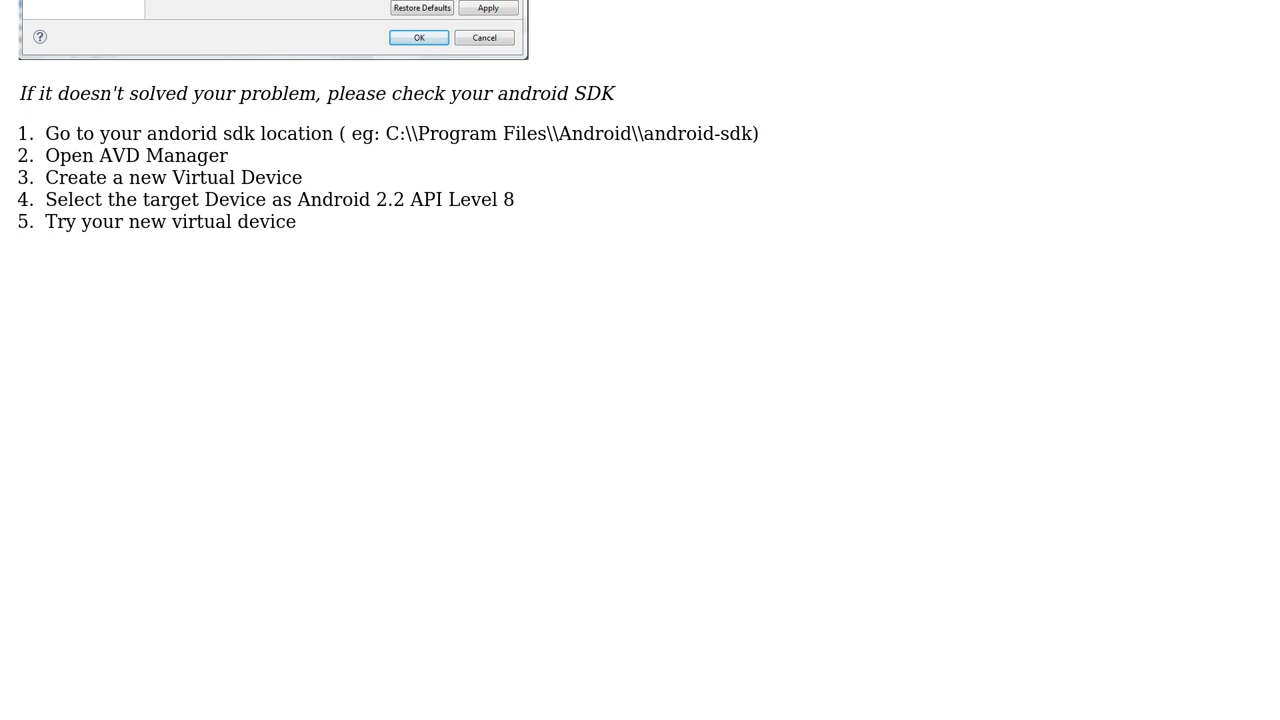 Restore Defaults Apply
? OK Cancel
If it doesn't solved your problem, please check your android SDK
1. Go to your andorid sdk location ( eg: C:\\Program Files\\Android\\android-sdk)
2. Open AVD Manager
3. Create a new Virtual Device
4. Select the target Device as Android 2.2 API Level 8
5. Try your new virtual device